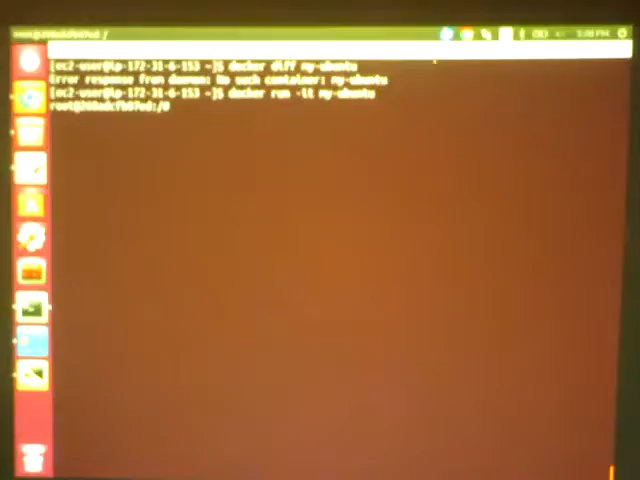 [ec2-user@ip-172-31-6-153 ~]$ docker diff my-ubuntu
Error response from daemon: No such container: my-ubuntu
[ec2-user@ip-172-31-6-153 ~]$ docker run -it my-ubuntu